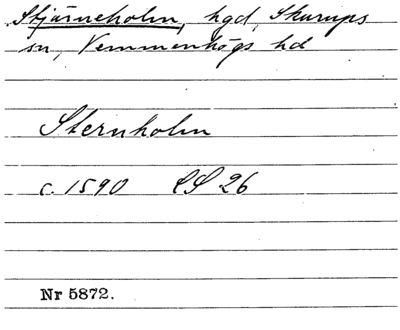 Stjärneholm, hgd, Skurups
sn, Vemmenhögs hd
Sternholm
c. 1590 LS 26
Nr 5872.